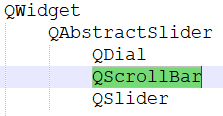 QWidget
QAbstractSlider
QDial
QScrollBar
QSlider